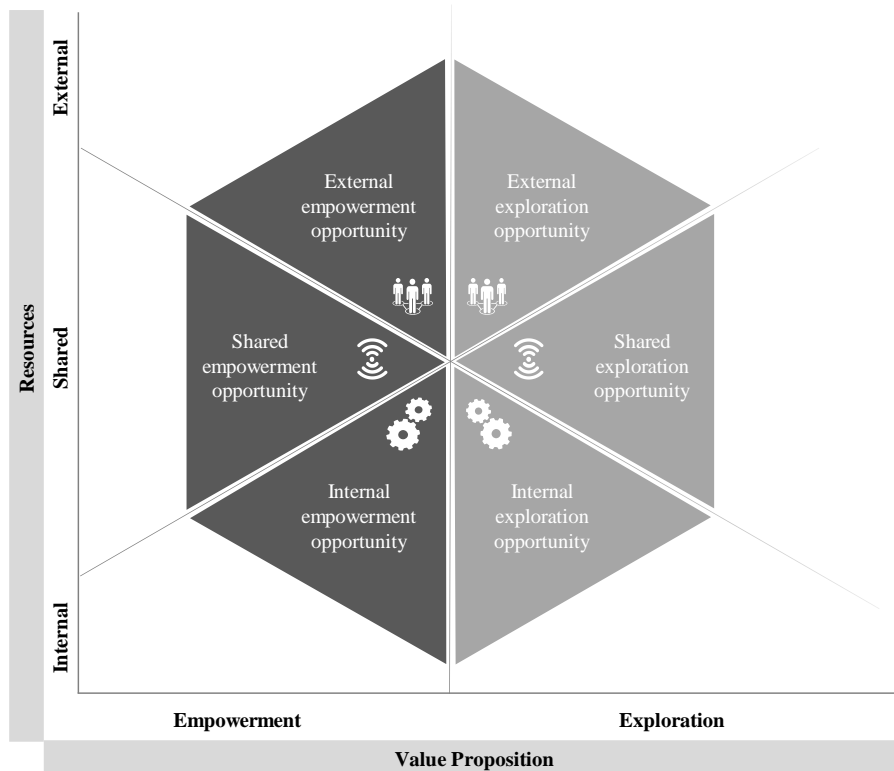 External
External
empowerment
opportunity
External
exploration
opportunity
Resources
Shared
Shared
empowerment
opportunity
Shared
exploration
opportunity
Internal
empowerment
opportunity
Internal
exploration
opportunity
Internal
Empowerment
Exploration
Value Proposition